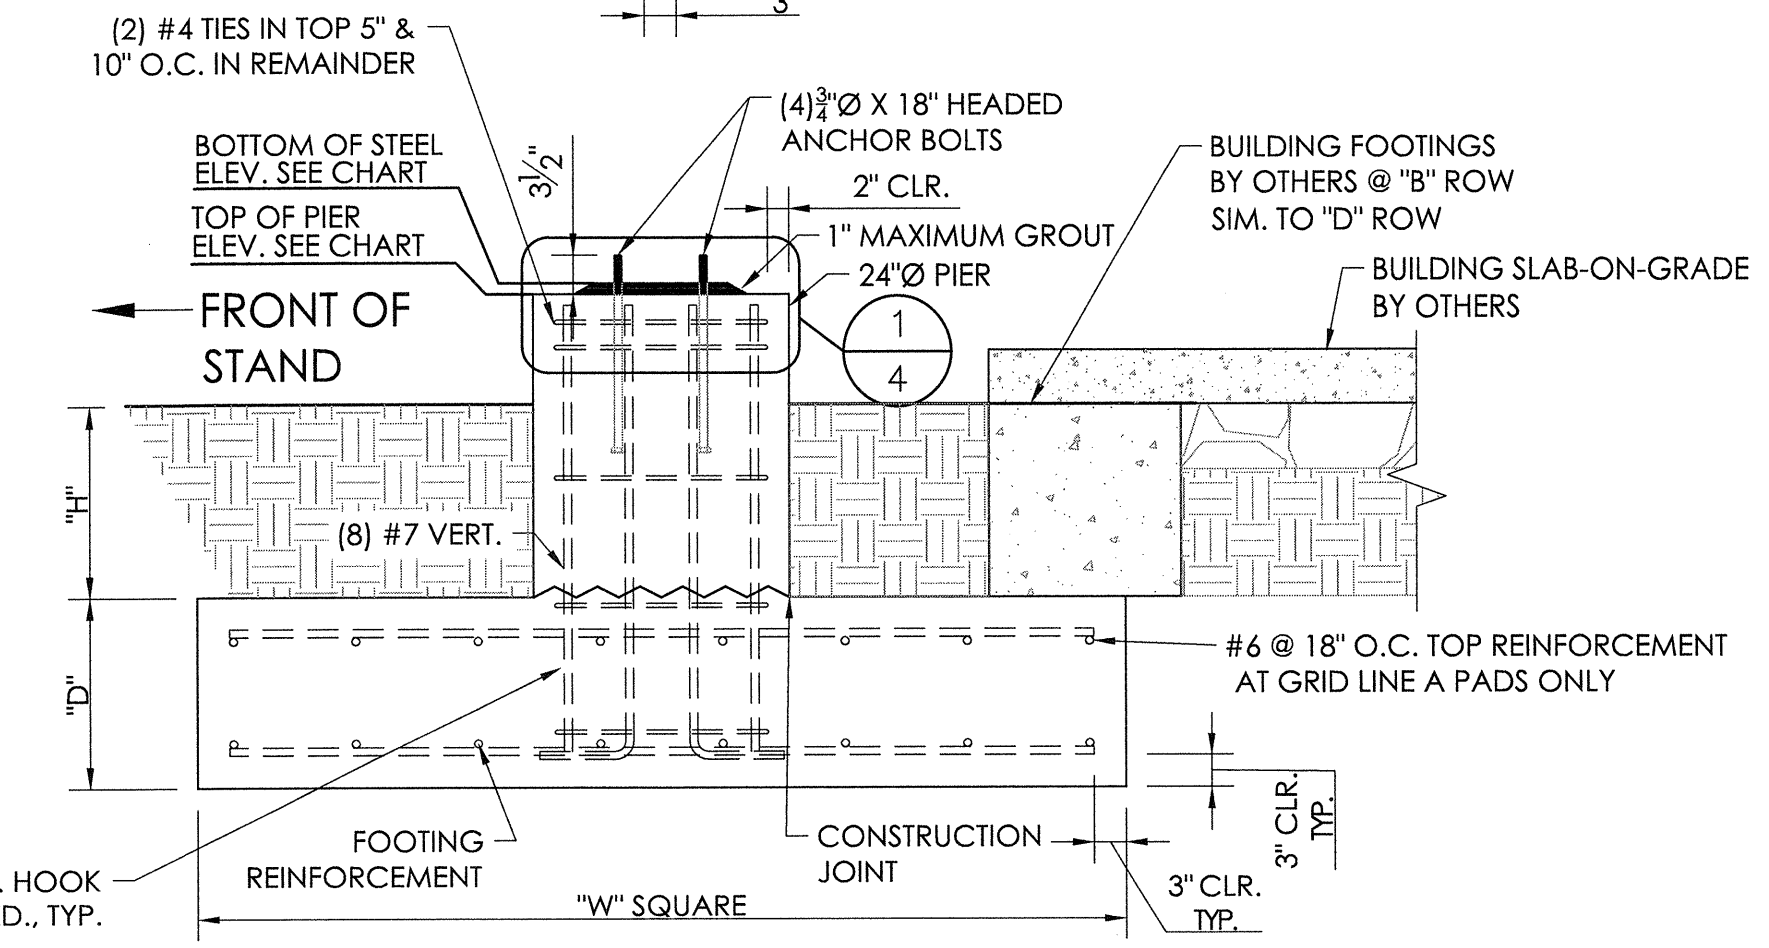 3"
(2) #4 TIES IN TOP 5" &
10" O.C. IN REMAINDER
(4)3/4"Ø X 18" HEADED
ANCHOR BOLTS
BOTTOM OF STEEL
ELEV. SEE CHART
3 1/2"
2" CLR.
BUILDING FOOTINGS
BY OTHERS @ "B" ROW
SIM. TO "D" ROW
TOP OF PIER
ELEV. SEE CHART
1" MAXIMUM GROUT
24"Ø PIER
BUILDING SLAB-ON-GRADE
BY OTHERS
FRONT OF
STAND
1
4
"H"
(8) #7 VERT.
"D"
#6 @ 18" O.C. TOP REINFORCEMENT
AT GRID LINE A PADS ONLY
FOOTING
REINFORCEMENT
CONSTRUCTION
JOINT
3" CLR.
TYP.
. HOOK
D., TYP.
"W" SQUARE
3" CLR.
TYP.